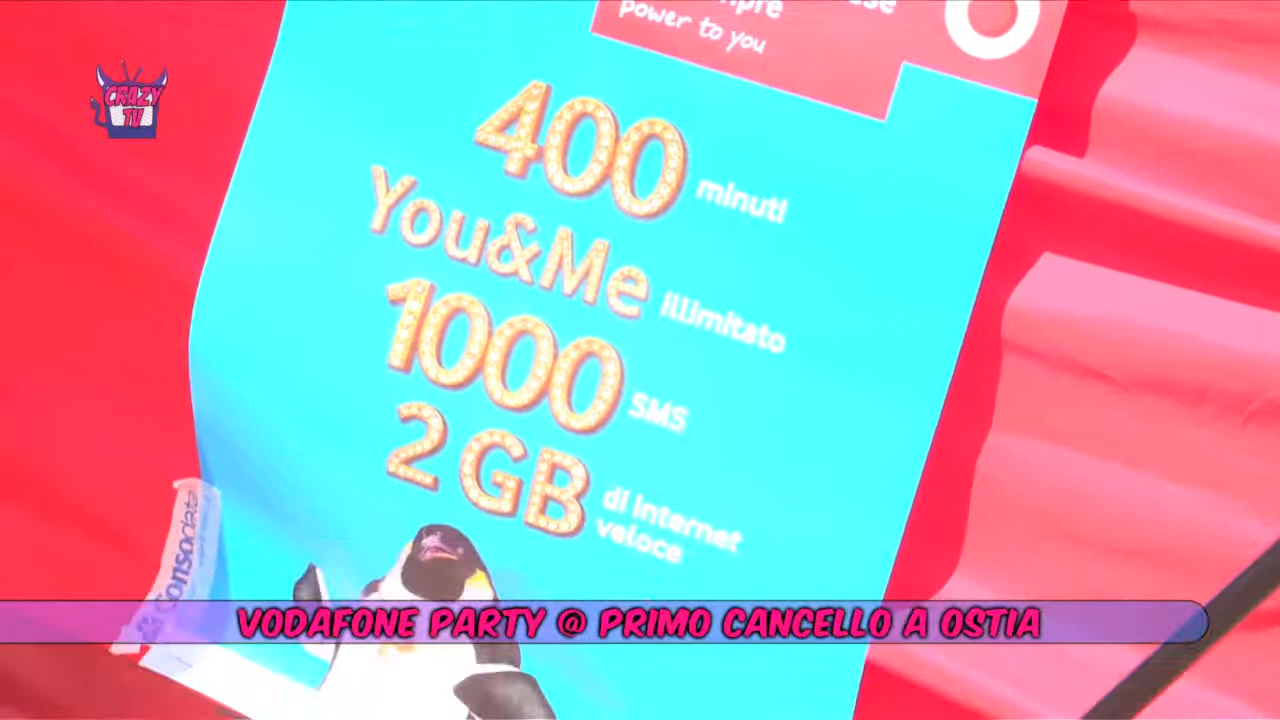 power to you
CRAZY
TV
400 minuti
You&Me illimitato
1000 SMS
2 GB di internet
veloce
Consodata
VODAFONE PARTY @ PRIMO CANCELLO A OSTIA